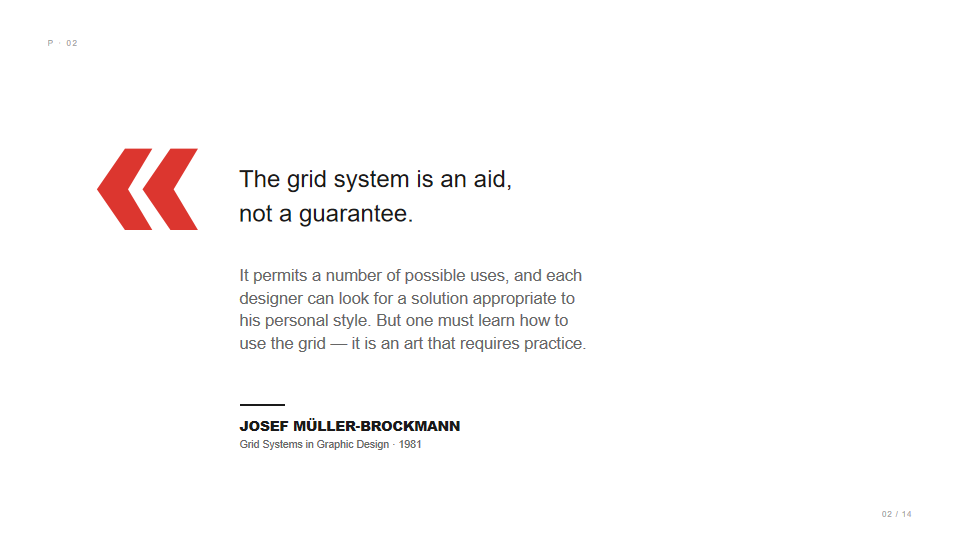 P · 02
«
The grid system is an aid,
not a guarantee.
It permits a number of possible uses, and each
designer can look for a solution appropriate to
his personal style. But one must learn how to
use the grid — it is an art that requires practice.
JOSEF MÜLLER-BROCKMANN
Grid Systems in Graphic Design · 1981
02 / 14